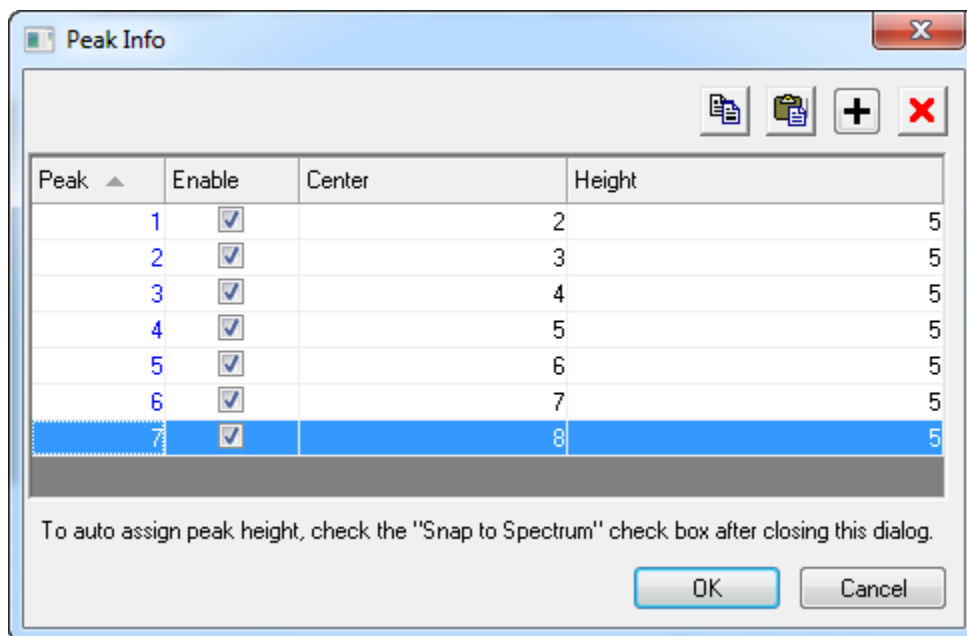 Peak Info
Peak Enable Center Height
1 2 5
2 3 5
3 4 5
4 5 5
5 6 5
6 7 5
7 8 5
To auto assign peak height, check the "Snap to Spectrum" check box after closing this dialog.
OK Cancel